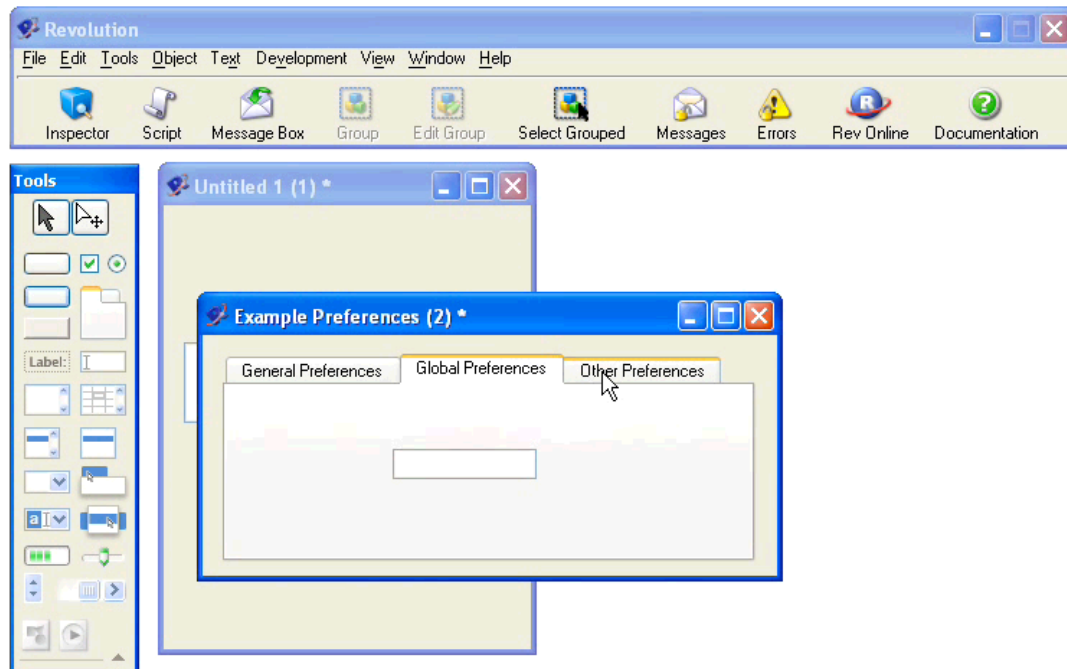 Revolution
File Edit Tools Object Text Development View Window Help
Inspector Script Message Box Group Edit Group Select Grouped Messages Errors Rev Online Documentation
Tools
Untitled 1 (1) *
Label:
Example Preferences (2) *
General Preferences Global Preferences Other Preferences
a